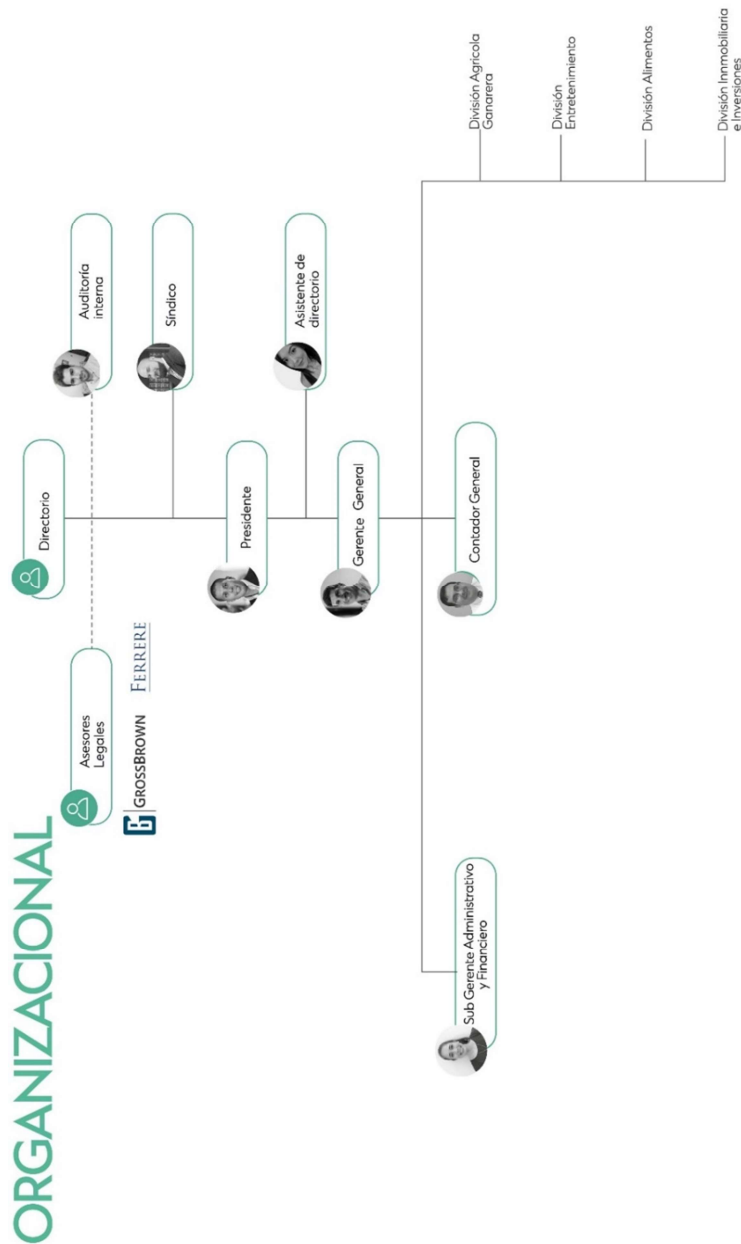 ORGANIZACIONAL
Directorio
Asesores
Legales
GROSSBROWN
FERRERE
Auditoría
interna
Síndico
Presidente
Asistente de
directorio
Gerente General
Sub Gerente Administrativo
y Financiero
Contador General
División Agrícola
Ganarera
División
Entretenimiento
División Alimentos
División Innmobiliaria
e Inversiones